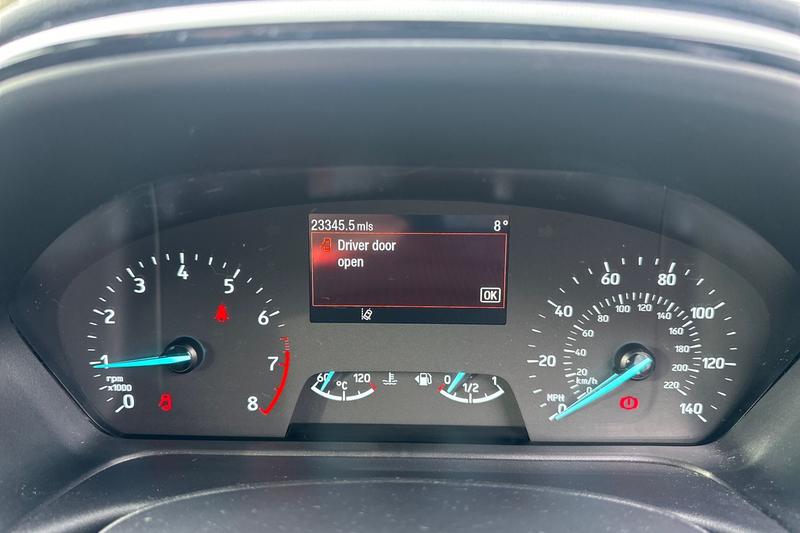 23345.5 mls 8°
Driver door
open
OK
0 1 2 3 4 5 6 7 8
rpm
x1000
60 °C 120
0 1/2 1
0 20 40 60 80 100 120 140
MPH
0 20 40 60 80 100 120 140 160 180 200 220
km/h